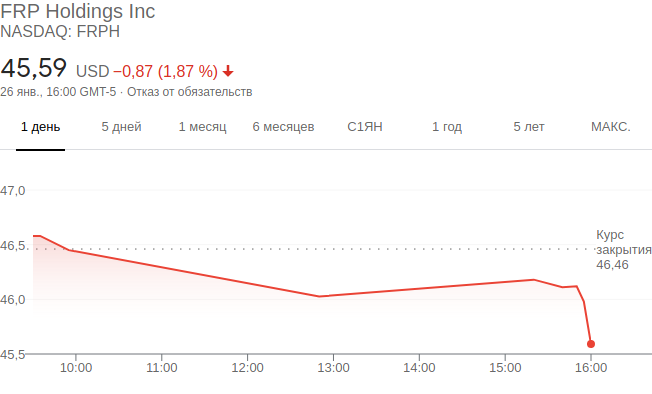 FRP Holdings Inc
NASDAQ: FRPH
45,59 USD −0,87 (1,87 %)
26 янв., 16:00 GMT-5 · Отказ от обязательств
1 день 5 дней 1 месяц 6 месяцев С1ЯН 1 год 5 лет МАКС.
47,0
Курс
46,5 закрытия
46,46
46,0
45,5
10:00 11:00 12:00 13:00 14:00 15:00 16:00